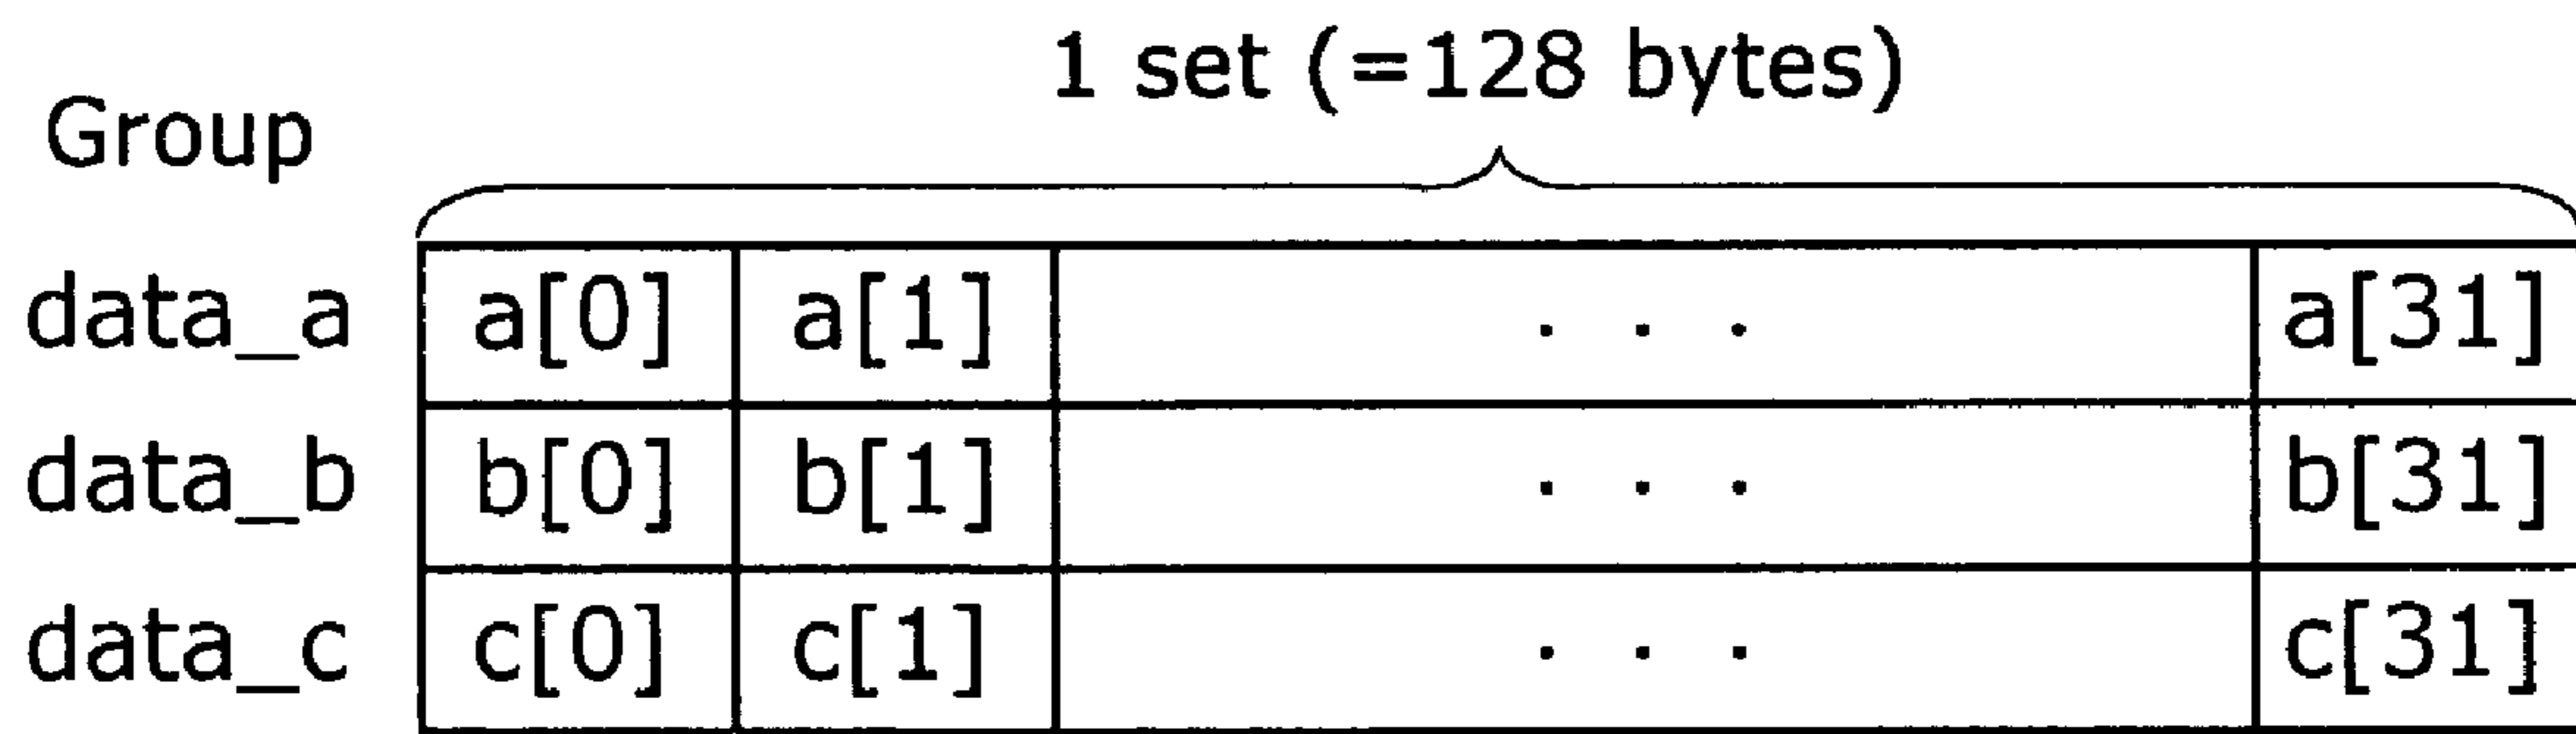 1 set (=128 bytes)
Group
data_a a[0] a[1] . . . a[31]
data_b b[0] b[1] . . . b[31]
data_c c[0] c[1] . . . c[31]